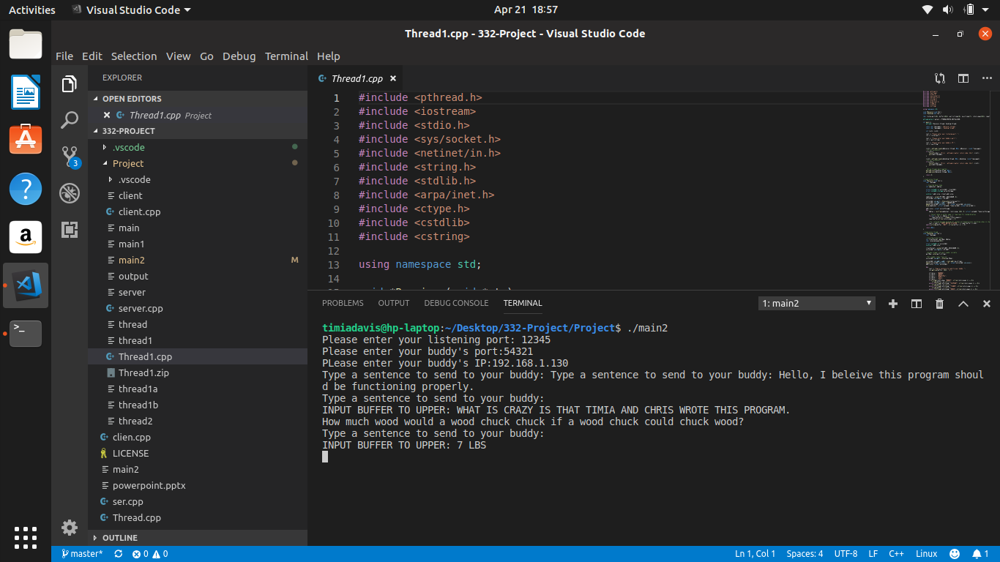 Activities Visual Studio Code Apr 21 18:57
Thread1.cpp - 332-Project - Visual Studio Code
File Edit Selection View Go Debug Terminal Help
EXPLORER
OPEN EDITORS
Thread1.cpp Project
332-PROJECT
.vscode
Project
.vscode
client
client.cpp
main
main1
main2 M
output
server
server.cpp
thread
thread1
Thread1.cpp
Thread1.zip
thread1a
thread1b
thread2
clien.cpp
LICENSE
main2
powerpoint.pptx
ser.cpp
Thread.cpp
OUTLINE
3
a
?
>_
Thread1.cpp
1 #include <pthread.h>
2 #include <iostream>
3 #include <stdio.h>
4 #include <sys/socket.h>
5 #include <netinet/in.h>
6 #include <string.h>
7 #include <stdlib.h>
8 #include <arpa/inet.h>
9 #include <ctype.h>
10 #include <cstdlib>
11 #include <cstring>
12
13 using namespace std;
14
PROBLEMS OUTPUT DEBUG CONSOLE TERMINAL 1: main2
timiadavis@hp-laptop:~/Desktop/332-Project/Project$ ./main2
Please enter your listening port: 12345
Please enter your buddy's port:54321
PLease enter your buddy's IP:192.168.1.130
Type a sentence to send to your buddy: Type a sentence to send to your buddy: Hello, I beleive this program shoul
d be functioning properly.
Type a sentence to send to your buddy:
INPUT BUFFER TO UPPER: WHAT IS CRAZY IS THAT TIMIA AND CHRIS WROTE THIS PROGRAM.
How much wood would a wood chuck chuck if a wood chuck could chuck wood?
Type a sentence to send to your buddy:
INPUT BUFFER TO UPPER: 7 LBS
master* 0 0 Ln 1, Col 1 Spaces: 4 UTF-8 LF C++ Linux 1